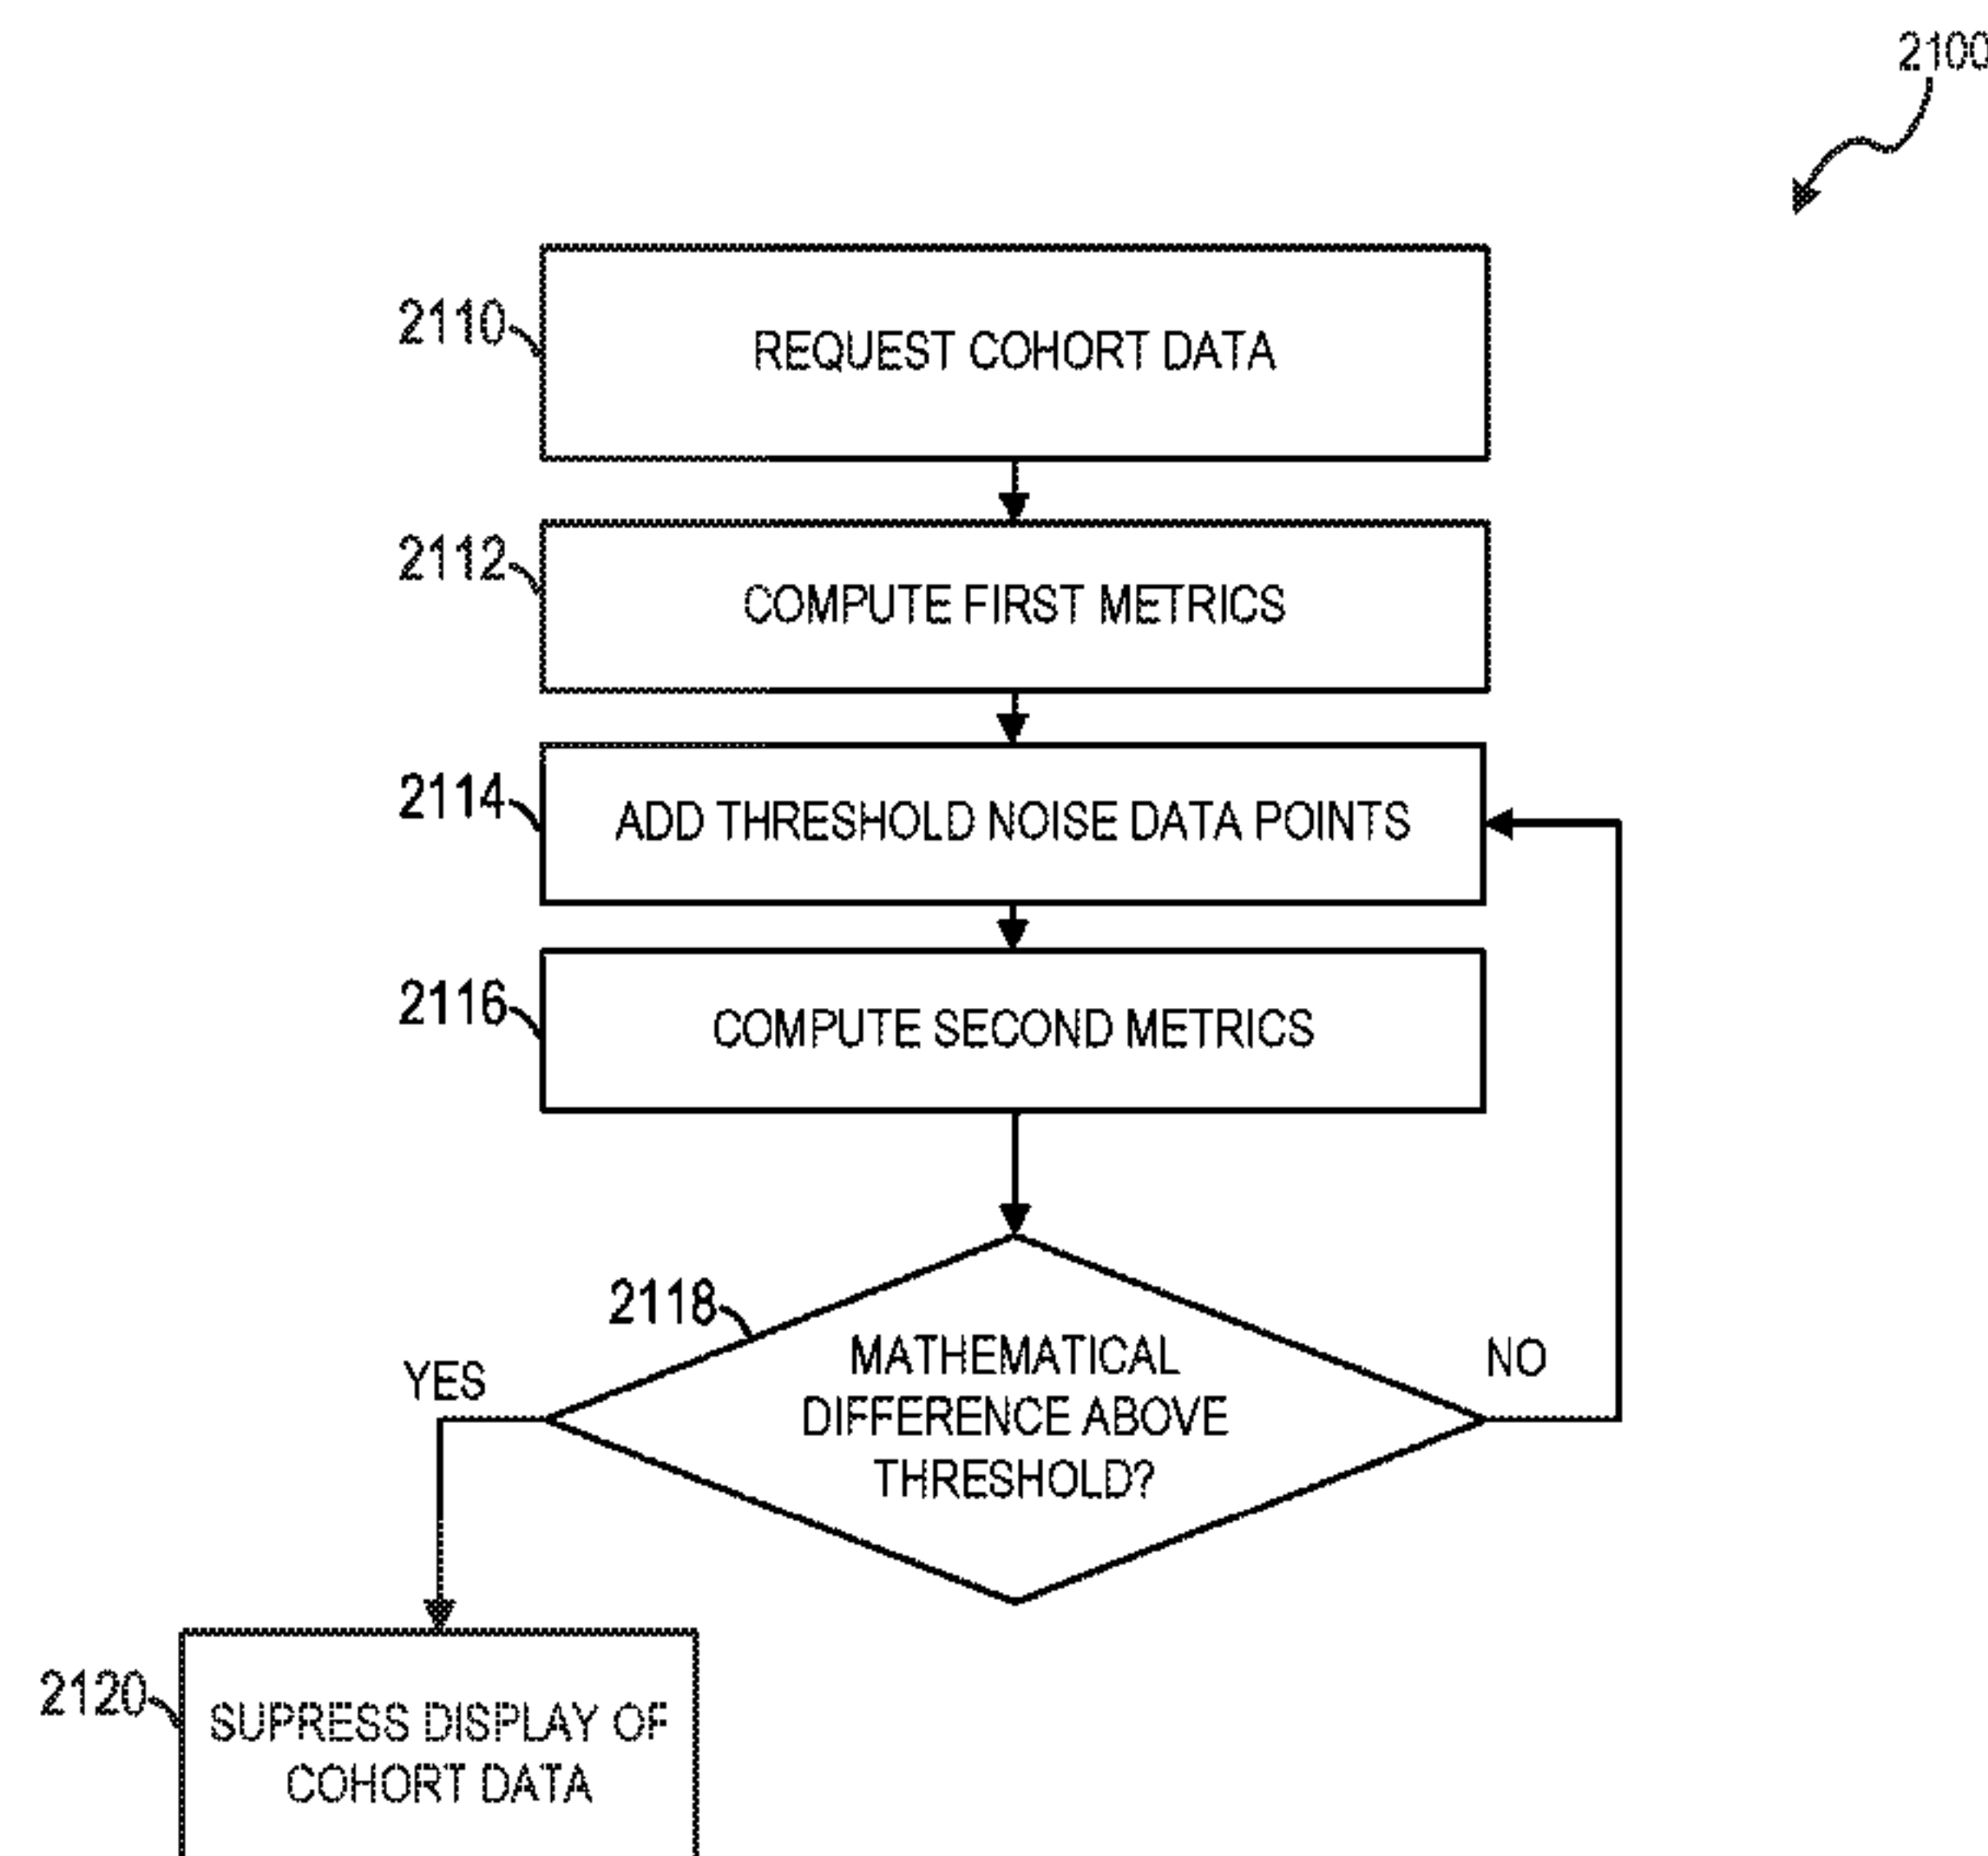 2100
2110
REQUEST COHORT DATA
2112
COMPUTE FIRST METRICS
2114
ADD THRESHOLD NOISE DATA POINTS
2116
COMPUTE SECOND METRICS
2118
MATHEMATICAL
DIFFERENCE ABOVE
THRESHOLD?
YES
NO
2120
SUPRESS DISPLAY OF
COHORT DATA